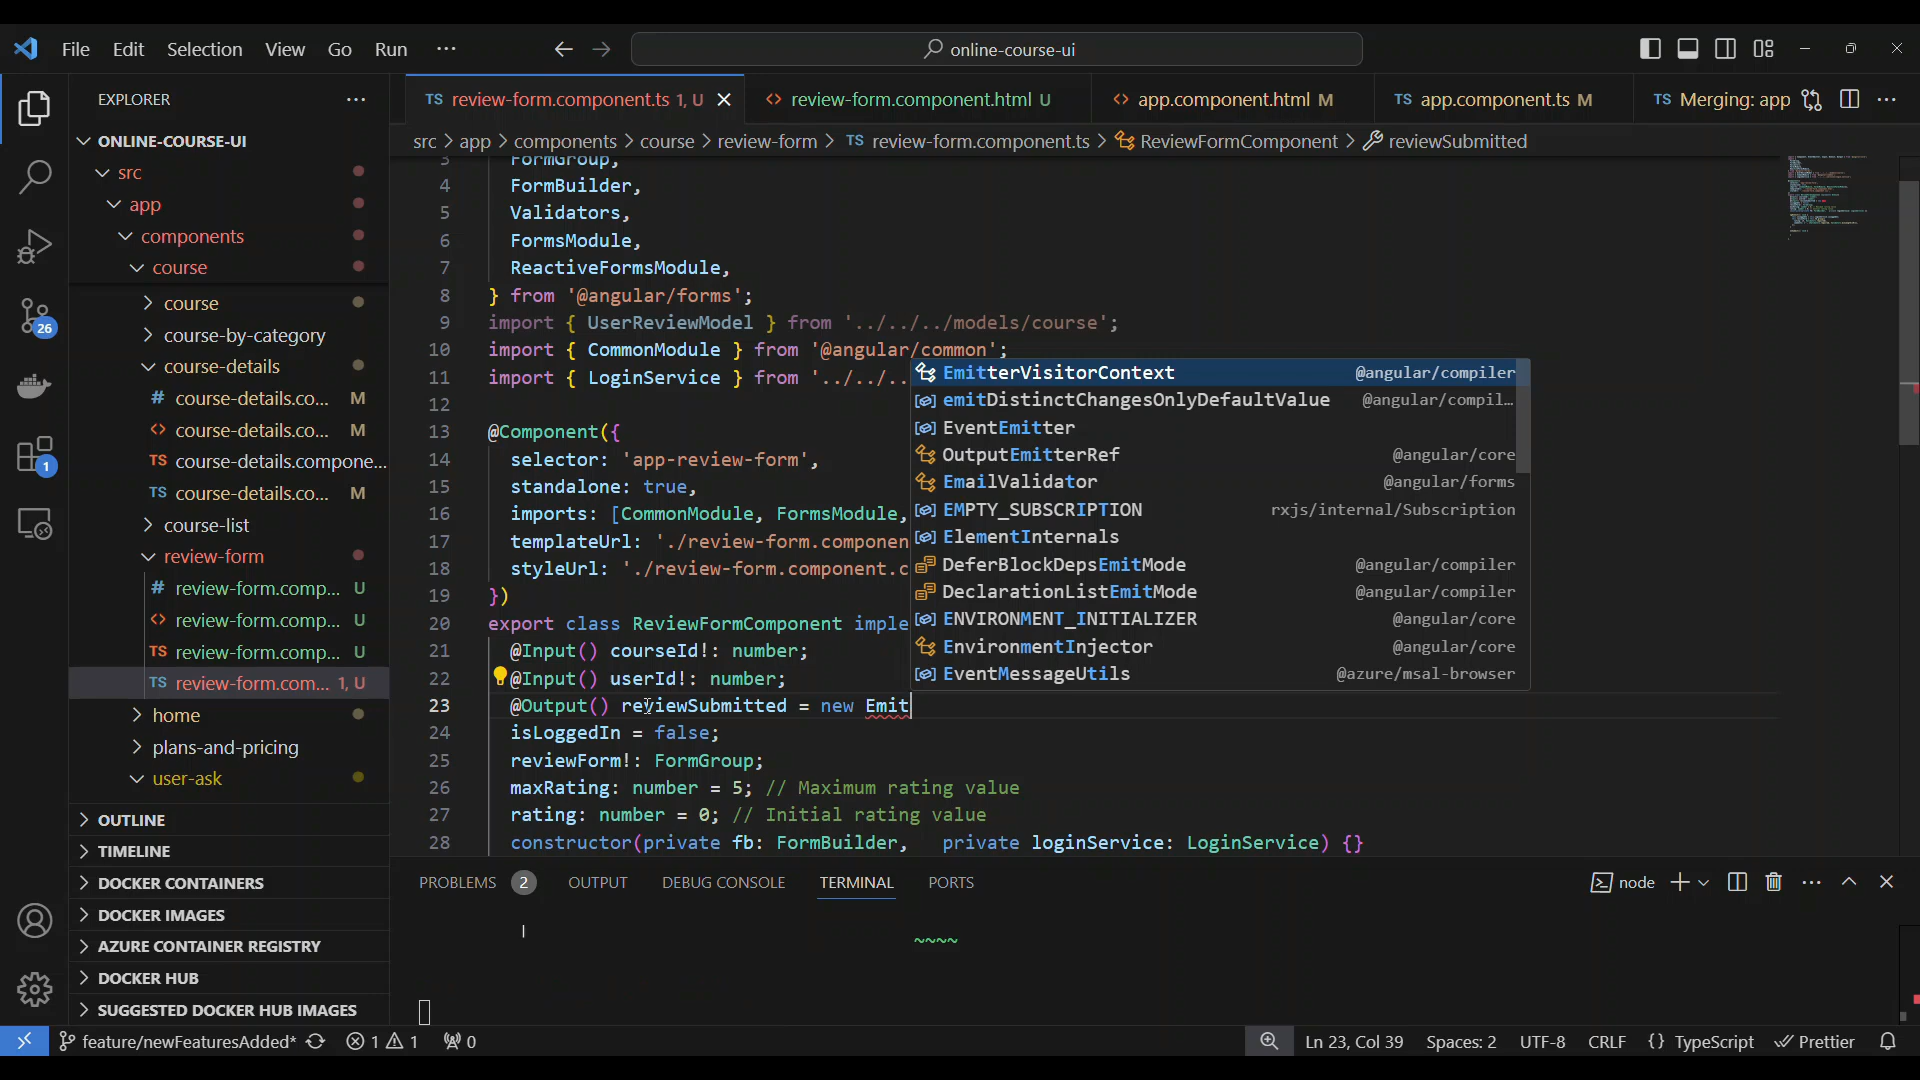 File Edit Selection View Go Run ··· online-course-ui
EXPLORER ···
ONLINE-COURSE-UI
src
app
components
course
course
course-by-category
course-details
# course-details.co... M
<> course-details.co... M
TS course-details.compone...
TS course-details.co... M
course-list
review-form
# review-form.comp... U
<> review-form.comp... U
TS review-form.comp... U
TS review-form.com... 1, U
home
plans-and-pricing
user-ask
OUTLINE
TIMELINE
DOCKER CONTAINERS
DOCKER IMAGES
AZURE CONTAINER REGISTRY
DOCKER HUB
SUGGESTED DOCKER HUB IMAGES
26
1
TS review-form.component.ts 1, U <> review-form.component.html U <> app.component.html M TS app.component.ts M TS Merging: app ···
src > app > components > course > review-form > TS review-form.component.ts > ReviewFormComponent > reviewSubmitted
3 FormGroup,
4 FormBuilder,
5 Validators,
6 FormsModule,
7 ReactiveFormsModule,
8 } from '@angular/forms';
9 import { UserReviewModel } from '../../../models/course';
10 import { CommonModule } from '@angular/common';
11 import { LoginService } from '../../..
12
13 @Component({
14 selector: 'app-review-form',
15 standalone: true,
16 imports: [CommonModule, FormsModule,
17 templateUrl: './review-form.componen
18 styleUrl: './review-form.component.c
19 })
20 export class ReviewFormComponent imple
21 @Input() courseId!: number;
22 @Input() userId!: number;
23 @Output() reviewSubmitted = new Emit
24 isLoggedIn = false;
25 reviewForm!: FormGroup;
26 maxRating: number = 5; // Maximum rating value
27 rating: number = 0; // Initial rating value
28 constructor(private fb: FormBuilder, private loginService: LoginService) {}
EmitterVisitorContext @angular/compiler
emitDistinctChangesOnlyDefaultValue @angular/compil...
EventEmitter
OutputEmitterRef @angular/core
EmailValidator @angular/forms
EMPTY_SUBSCRIPTION rxjs/internal/Subscription
ElementInternals
DeferBlockDepsEmitMode @angular/compiler
DeclarationListEmitMode @angular/compiler
ENVIRONMENT_INITIALIZER @angular/core
EnvironmentInjector @angular/core
EventMessageUtils @azure/msal-browser
PROBLEMS 2 OUTPUT DEBUG CONSOLE TERMINAL PORTS node ···
~~~~
feature/newFeaturesAdded* 1 1 0 Ln 23, Col 39 Spaces: 2 UTF-8 CRLF {} TypeScript Prettier